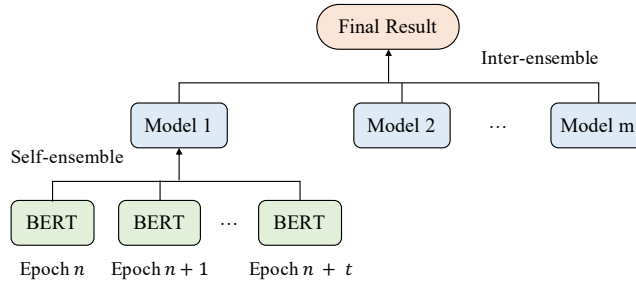 Final Result
Inter-ensemble
Model 1
Model 2
...
Model m
Self-ensemble
BERT
BERT
...
BERT
Epoch n
Epoch n + 1
Epoch n + t